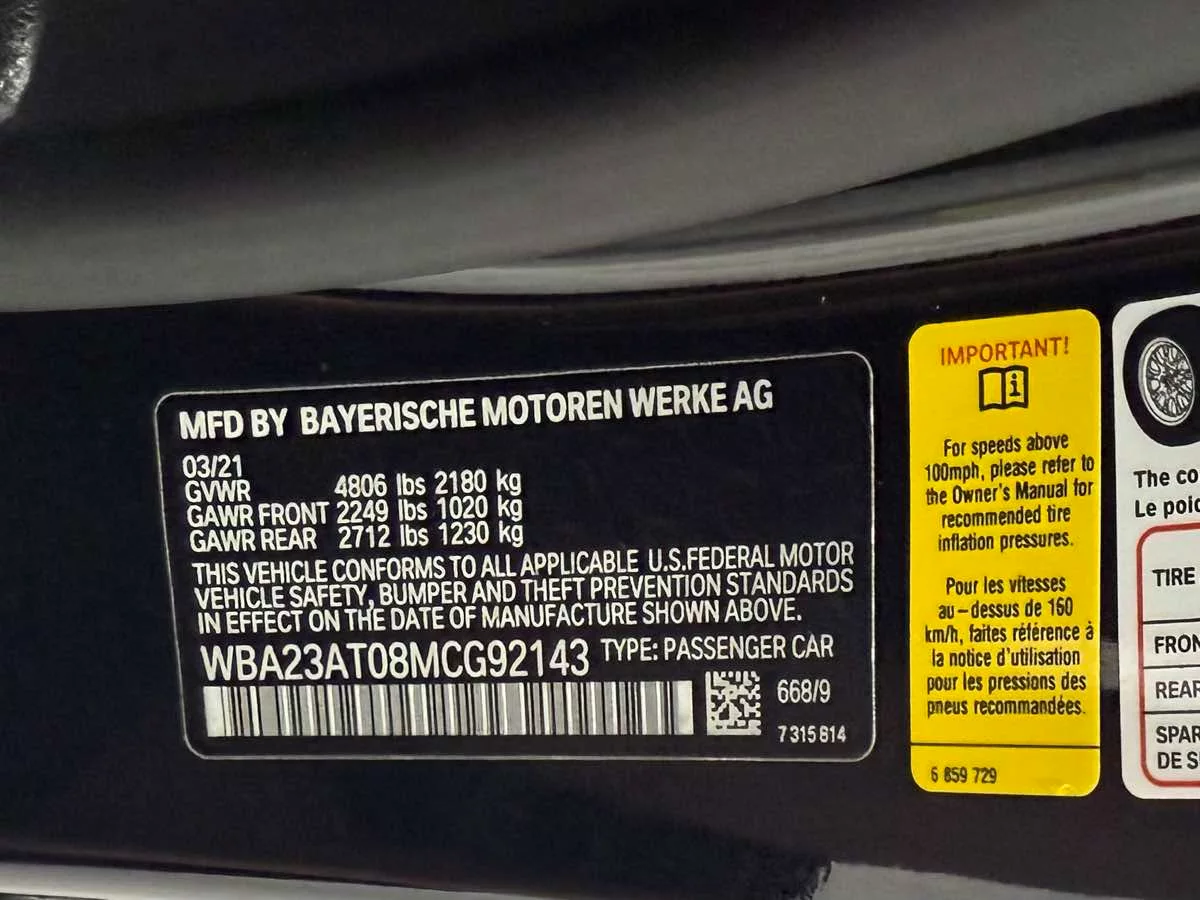 MFD BY BAYERISCHE MOTOREN WERKE AG
03/21
GVWR 4806 lbs 2180 kg
GAWR FRONT 2249 lbs 1020 kg
GAWR REAR 2712 lbs 1230 kg
THIS VEHICLE CONFORMS TO ALL APPLICABLE U.S.FEDERAL MOTOR
VEHICLE SAFETY, BUMPER AND THEFT PREVENTION STANDARDS
IN EFFECT ON THE DATE OF MANUFACTURE SHOWN ABOVE.
WBA23AT08MCG92143 TYPE: PASSENGER CAR
668/9
7 315 814
IMPORTANT!
For speeds above
100mph, please refer to
the Owner's Manual for
recommended tire
inflation pressures.
Pour les vitesses
au-dessus de 160
km/h, faites référence à
la notice d'utilisation
pour les pressions des
pneus recommandées.
6 859 729
The co
Le poid
TIRE
FRON
REAR
SPAR
DE S